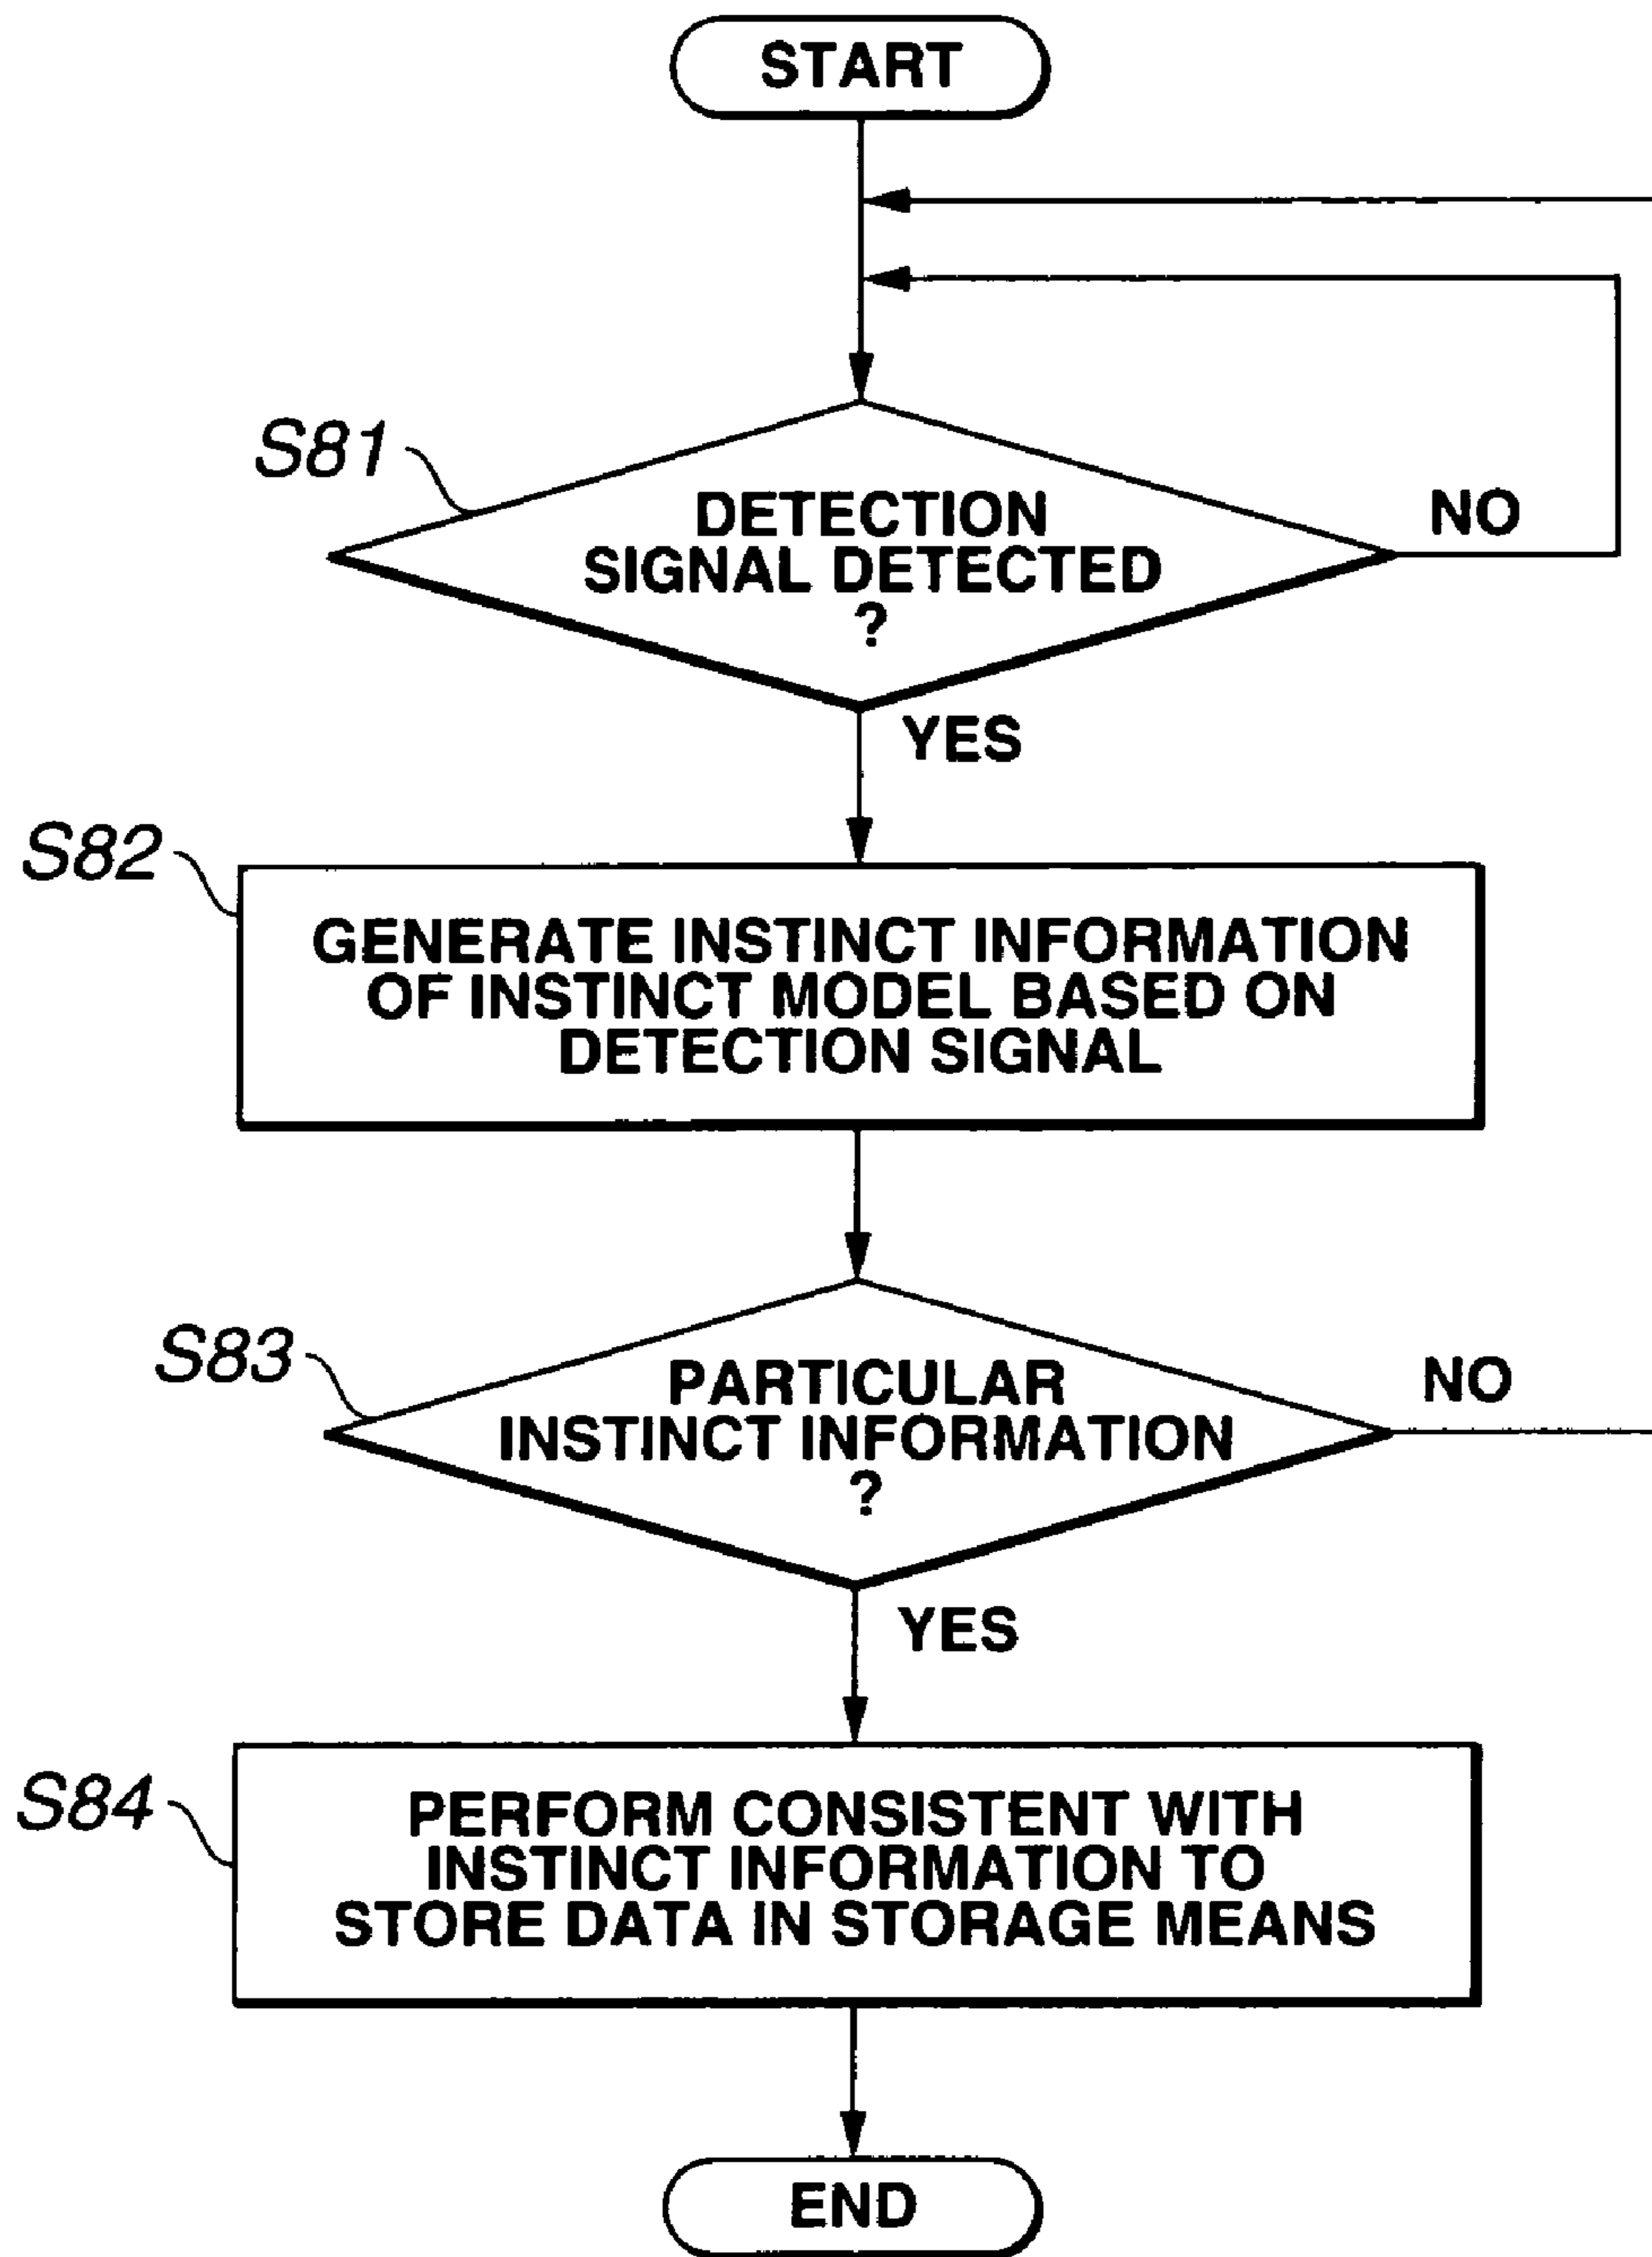 START
S81
DETECTION
SIGNAL DETECTED
?
NO
YES
S82
GENERATE INSTINCT INFORMATION
OF INSTINCT MODEL BASED ON
DETECTION SIGNAL
S83
PARTICULAR
INSTINCT INFORMATION
?
NO
YES
S84
PERFORM CONSISTENT WITH
INSTINCT INFORMATION TO
STORE DATA IN STORAGE MEANS
END